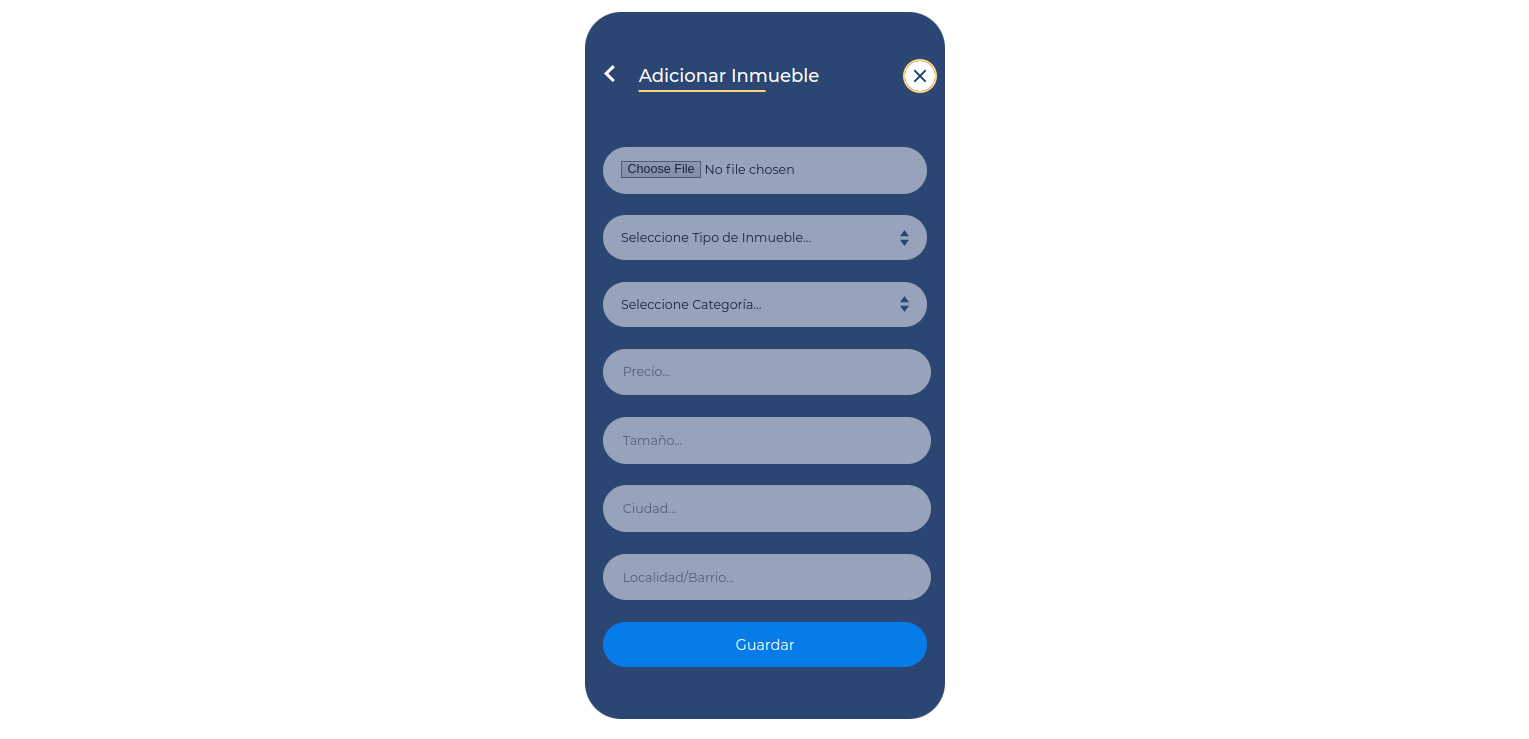 Adicionar Inmueble
Choose File No file chosen
Seleccione Tipo de Inmueble...
Seleccione Categoría...
Precio...
Tamaño...
Ciudad...
Localidad/Barrio...
Guardar